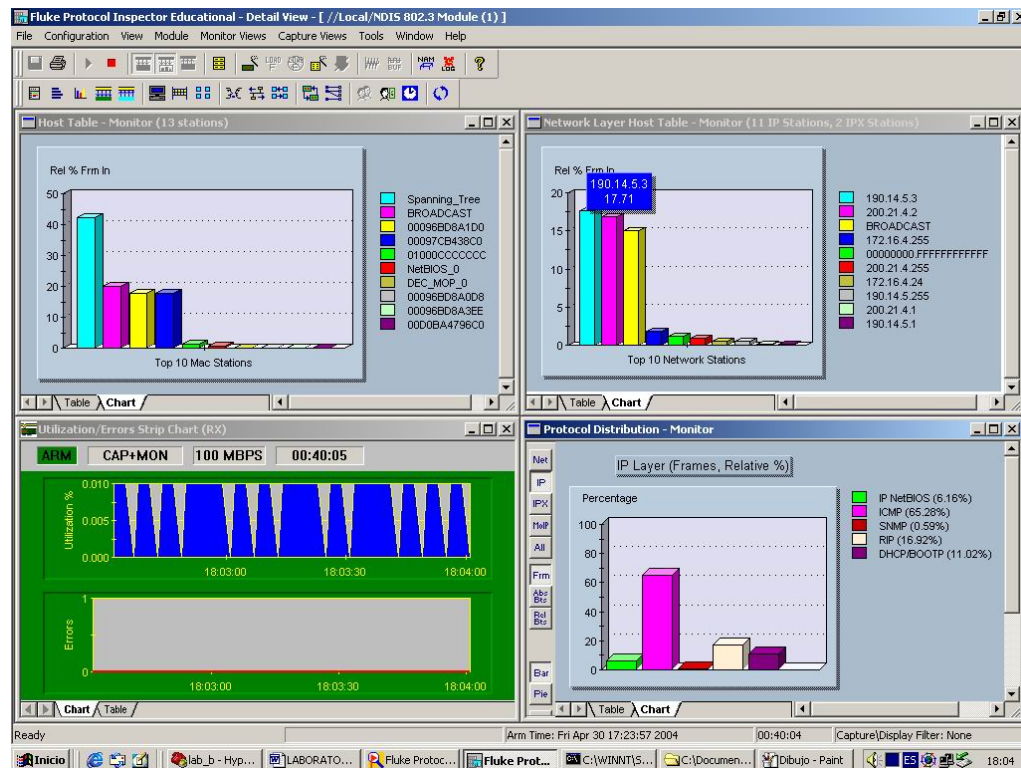 Fluke Protocol Inspector Educational - Detail View - [ //Local/NDIS 802.3 Module (1) ]
File Configuration View Module Monitor Views Capture Views Tools Window Help
NAM
LOG
Host Table - Monitor (13 stations)
Rel % Frm In
50
40
30
20
10
0
Top 10 Mac Stations
Spanning_Tree
BROADCAST
00096BD8A1D0
00097CB438C0
01000CCCCCCC
NetBIOS_0
DEC_MOP_0
00096BD8A0D8
00096BD8A3EE
00D0BA4796C0
Table Chart
Network Layer Host Table - Monitor (11 IP Stations, 2 IPX Stations)
Rel % Frm In
190.14.5.3
17.71
20
15
10
5
0
Top 10 Network Stations
190.14.5.3
200.21.4.2
BROADCAST
172.16.4.255
00000000.FFFFFFFFFFFF
200.21.4.255
172.16.4.24
190.14.5.255
200.21.4.1
190.14.5.1
Table Chart
Utilization/Errors Strip Chart (RX)
ARM CAP+MON 100 MBPS 00:40:05
Utilization %
0.010
0.005
0.000
18:03:00 18:03:30 18:04:00
Errors
1
0
18:03:00 18:03:30 18:04:00
Chart Table
Protocol Distribution - Monitor
Net
IP
IPX
MoIP
All
Frm
Abs Bts
Rel Bts
Bar
Pie
IP Layer (Frames, Relative %)
Percentage
100
80
60
40
20
0
IP NetBIOS (6.16%)
ICMP (65.28%)
SNMP (0.59%)
RIP (16.92%)
DHCP/BOOTP (11.02%)
Table Chart
Ready Arm Time: Fri Apr 30 17:23:57 2004 00:40:04 Capture\Display Filter: None
Inicio lab_b - Hyp... LABORATO... Fluke Protoc... Fluke Prot... C:\WINNT\S... C:\Documen... Dibujo - Paint ES 18:04